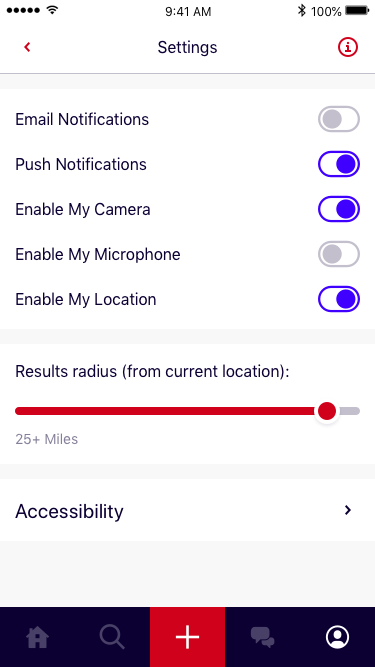 9:41 AM
100%
Settings
Email Notifications
Push Notifications
Enable My Camera
Enable My Microphone
Enable My Location
Results radius (from current location):
25+ Miles
Accessibility